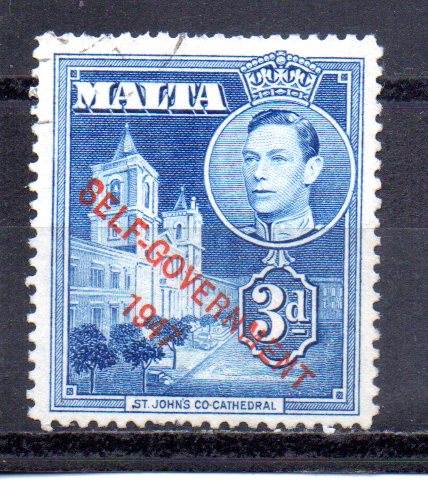 MALTA
SELF-GOVERNMENT
1947
3d
ST. JOHN'S CO-CATHEDRAL